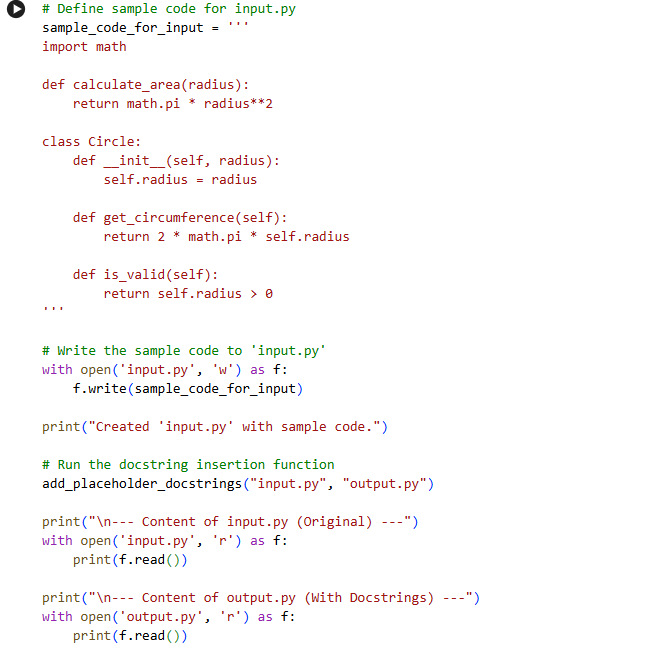 # Define sample code for input.py
sample_code_for_input = '''
import math

def calculate_area(radius):
    return math.pi * radius**2

class Circle:
    def __init__(self, radius):
        self.radius = radius

    def get_circumference(self):
        return 2 * math.pi * self.radius

    def is_valid(self):
        return self.radius > 0
'''

# Write the sample code to 'input.py'
with open('input.py', 'w') as f:
    f.write(sample_code_for_input)

print("Created 'input.py' with sample code.")

# Run the docstring insertion function
add_placeholder_docstrings("input.py", "output.py")

print("\n--- Content of input.py (Original) ---")
with open('input.py', 'r') as f:
    print(f.read())

print("\n--- Content of output.py (With Docstrings) ---")
with open('output.py', 'r') as f:
    print(f.read())